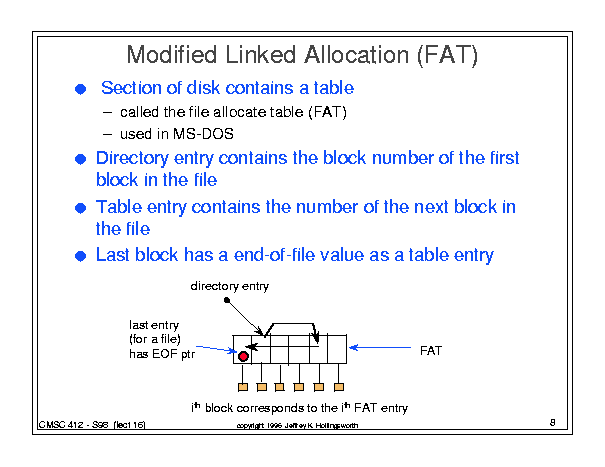 Modified Linked Allocation (FAT)
Section of disk contains a table
– called the file allocate table (FAT)
– used in MS-DOS
Directory entry contains the block number of the first
block in the file
Table entry contains the number of the next block in
the file
Last block has a end-of-file value as a table entry
directory entry
last entry
(for a file)
has EOF ptr
FAT
ith block corresponds to the ith FAT entry
CMSC 412 - S98 (lect 16)
copyright 1996 Jeffrey K. Hollingsworth
8